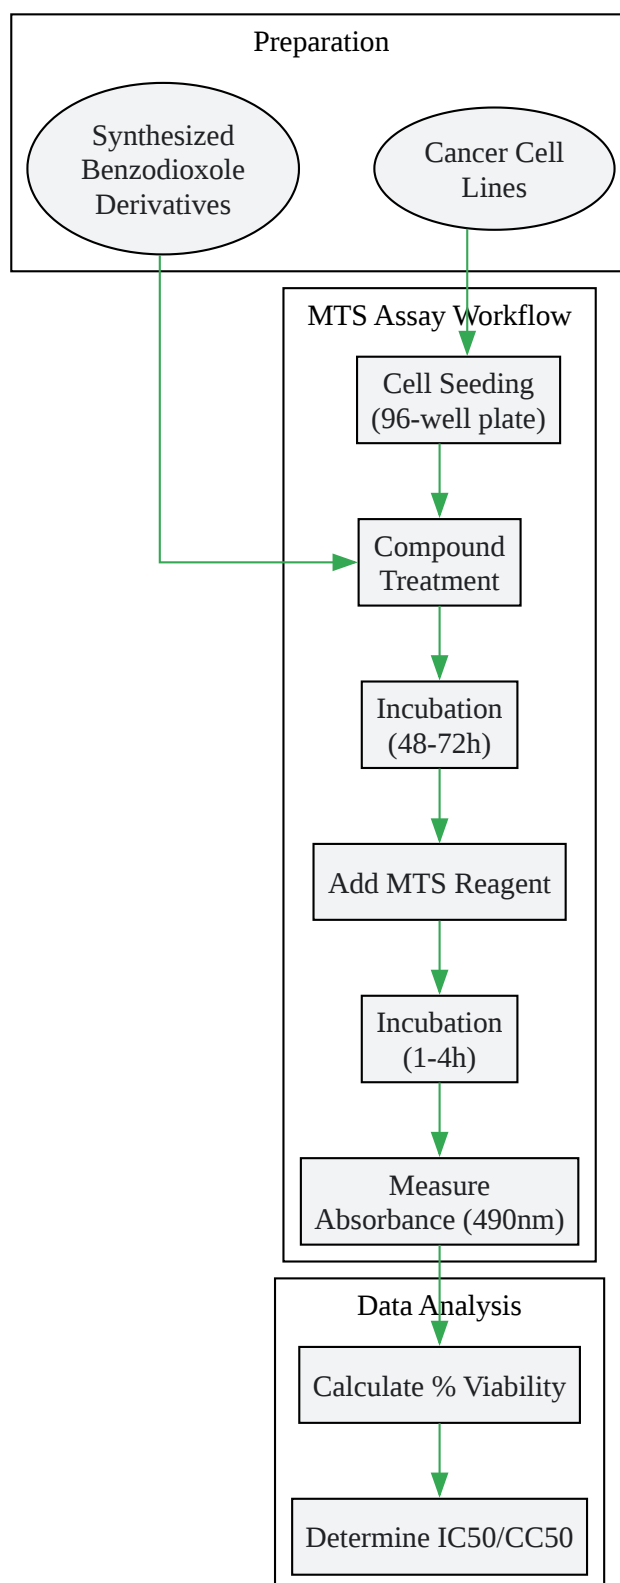 Preparation
Synthesized
Benzodioxole
Derivatives
Cancer Cell
Lines
MTS Assay Workflow
Cell Seeding
(96-well plate)
Compound
Treatment
Incubation
(48-72h)
Add MTS Reagent
Incubation
(1-4h)
Measure
Absorbance (490nm)
Data Analysis
Calculate % Viability
Determine IC50/CC50